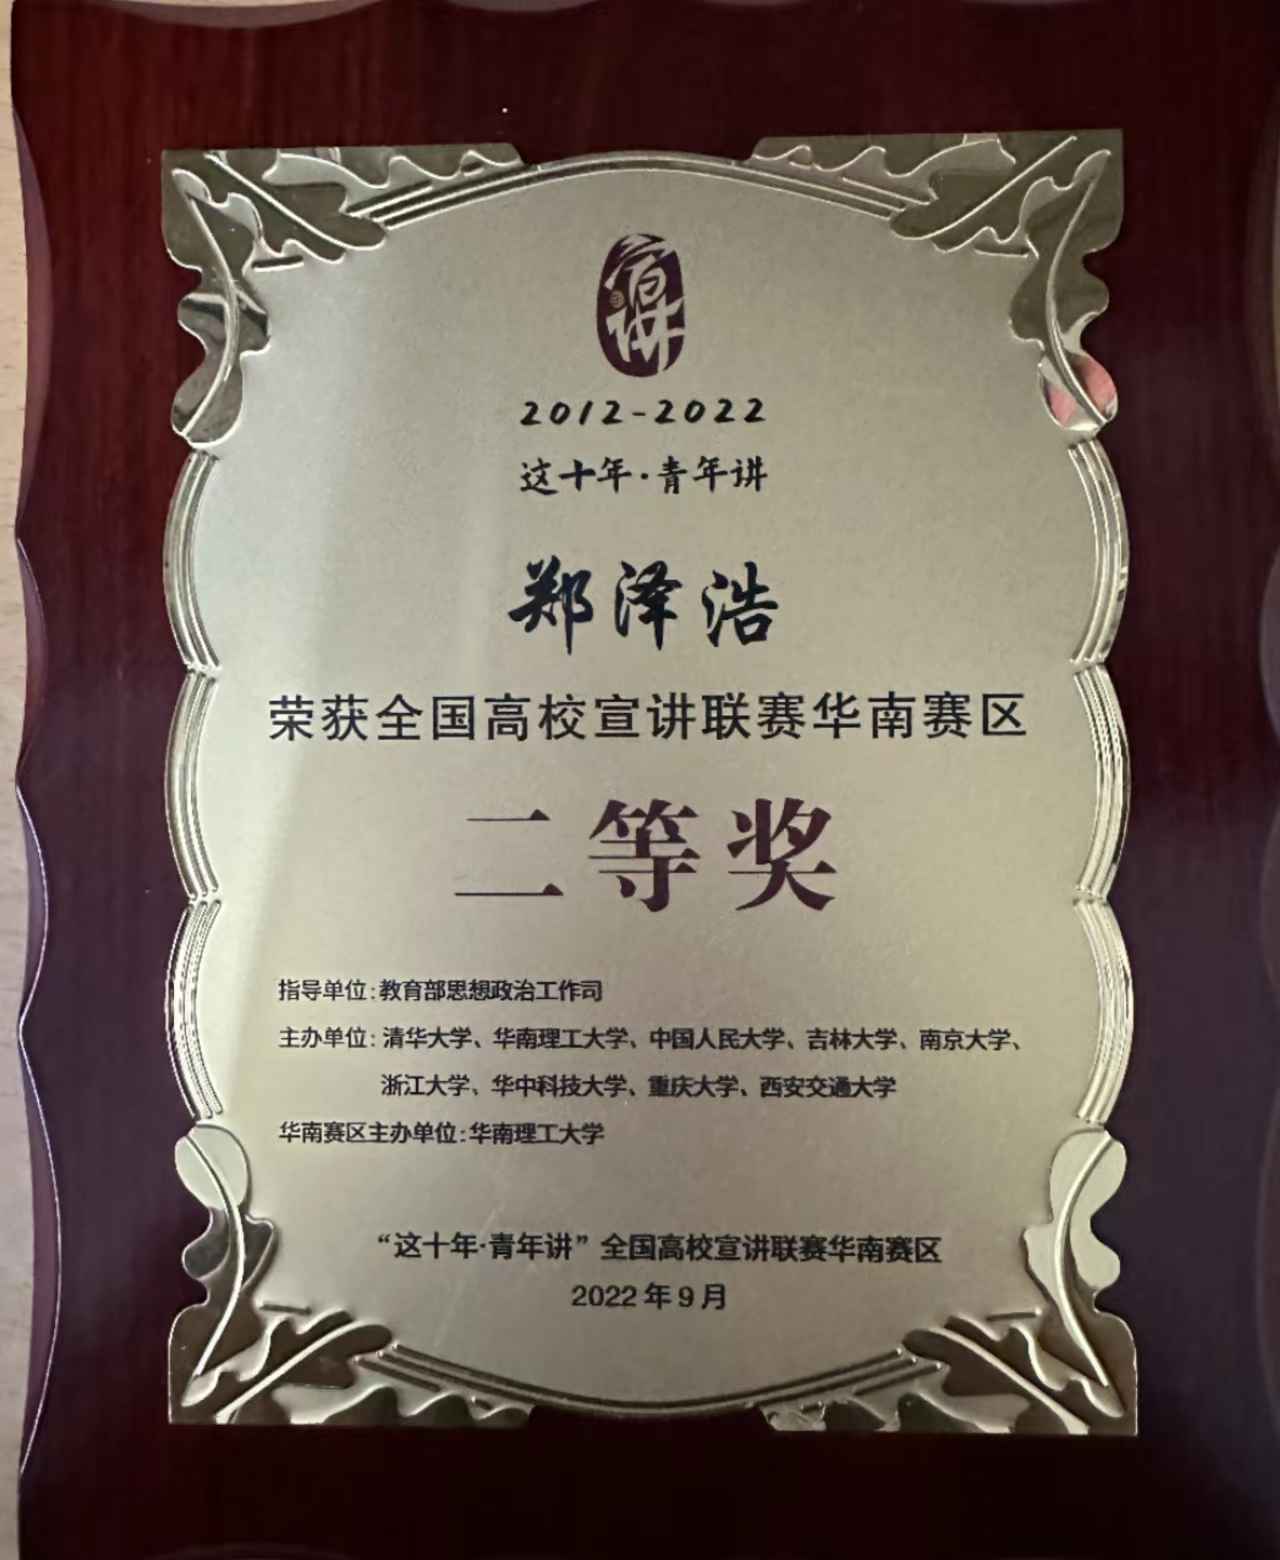 宣讲
2012-2022
这十年·青年讲
郑泽浩
荣获全国高校宣讲联赛华南赛区
二等奖
指导单位:教育部思想政治工作司
主办单位:清华大学、华南理工大学、中国人民大学、吉林大学、南京大学、
浙江大学、华中科技大学、重庆大学、西安交通大学
华南赛区主办单位:华南理工大学
“这十年·青年讲”全国高校宣讲联赛华南赛区
2022年9月